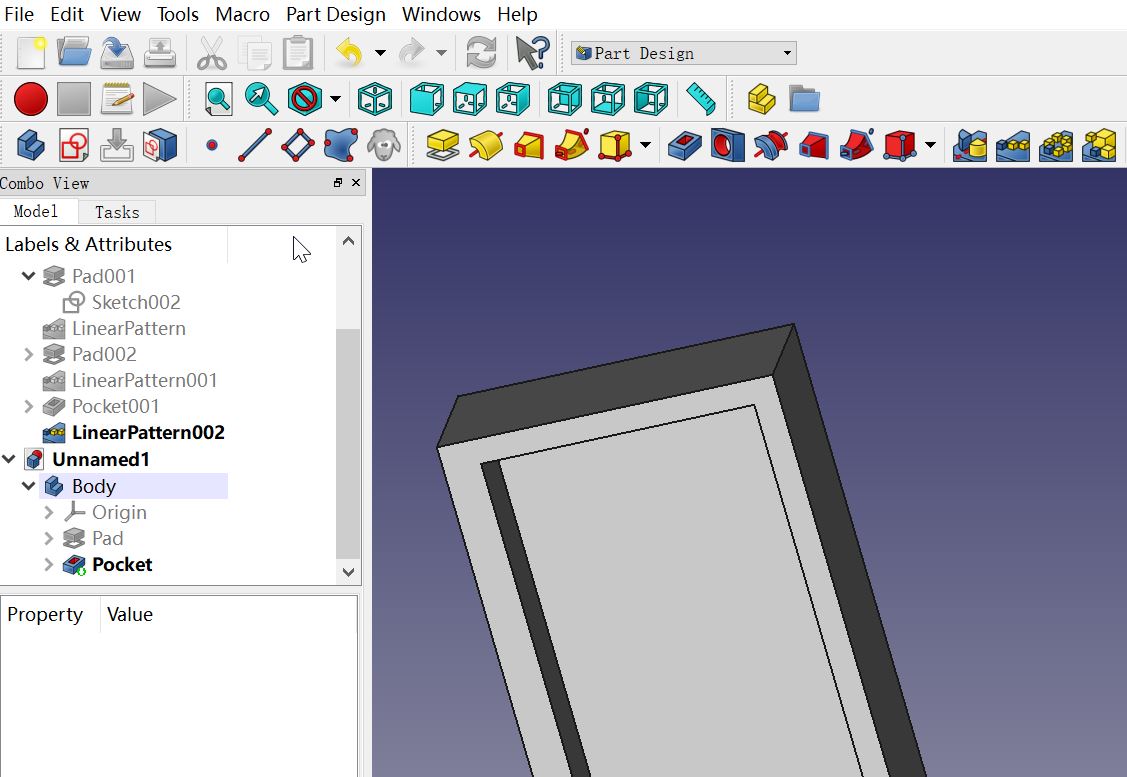 File Edit View Tools Macro Part Design Windows Help
Part Design
Combo View
Model Tasks
Labels & Attributes
Pad001
Sketch002
LinearPattern
Pad002
LinearPattern001
Pocket001
LinearPattern002
Unnamed1
Body
Origin
Pad
Pocket
Property Value